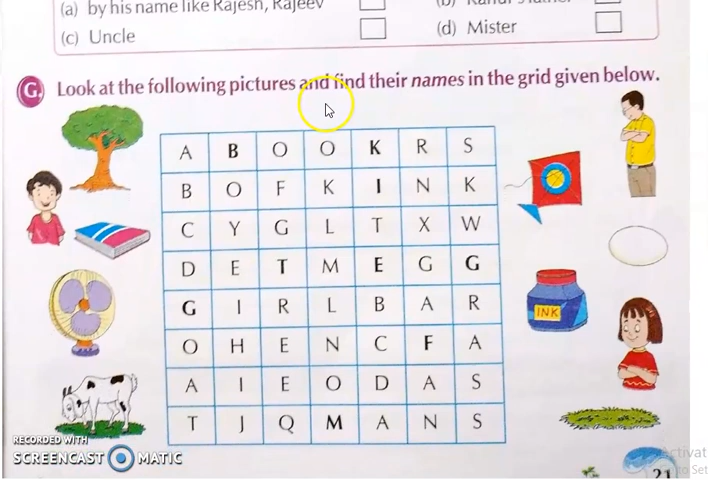 (a) by his name like Rajesh, Rajeev
(c) Uncle
(d) Mister
G. Look at the following pictures and find their names in the grid given below.
A B O O K R S
B O F K I N K
C Y G L T X W
D E T M E G G
G I R L B A R
O H E N C F A
A I E O D A S
T J Q M A N S
INK
RECORDED WITH
SCREENCAST MATIC
21